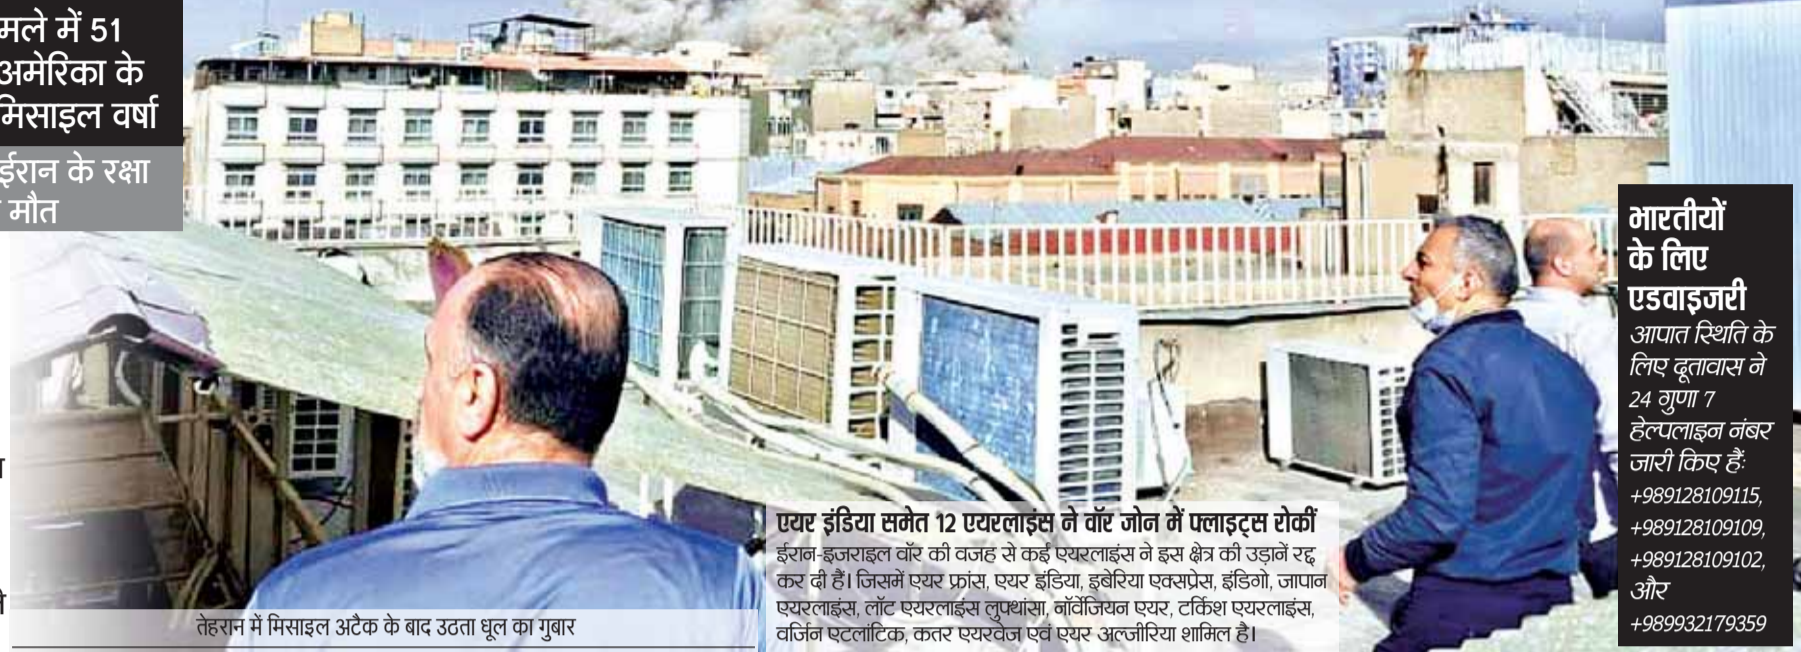 मले में 51
अमेरिका के
मिसाइल वर्षा
ईरान के रक्षा
मौत
भारतीयों
के लिए
एडवाइजरी
आपात स्थिति के
लिए दूतावास ने
24 गुणा 7
हेल्पलाइन नंबर
जारी किए हैंः
+989128109115,
+989128109109,
+989128109102,
और
+989932179359
एयर इंडिया समेत 12 एयरलाइंस ने वॉर जोन में फ्लाइट्स रोकीं
ईरान-इजराइल वॉर की वजह से कई एयरलाइंस ने इस क्षेत्र की उड़ानें रद्द
कर दी हैं। जिसमें एयर फ्रांस, एयर इंडिया, इबेरिया एक्सप्रेस, इंडिगो, जापान
एयरलाइंस, लॉट एयरलाइंस लुफ्थांसा, नॉर्वेजियन एयर, टर्किश एयरलाइंस,
वर्जिन एटलांटिक, कतर एयरवेज एवं एयर अल्जीरिया शामिल है।
तेहरान में मिसाइल अटैक के बाद उठता धूल का गुबार